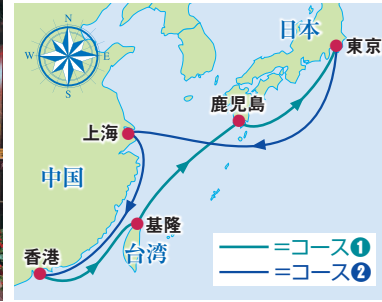 N
W
E
S
日本
東京
鹿児島
上海
中国
基隆
台湾
香港
=コース❶
=コース❷